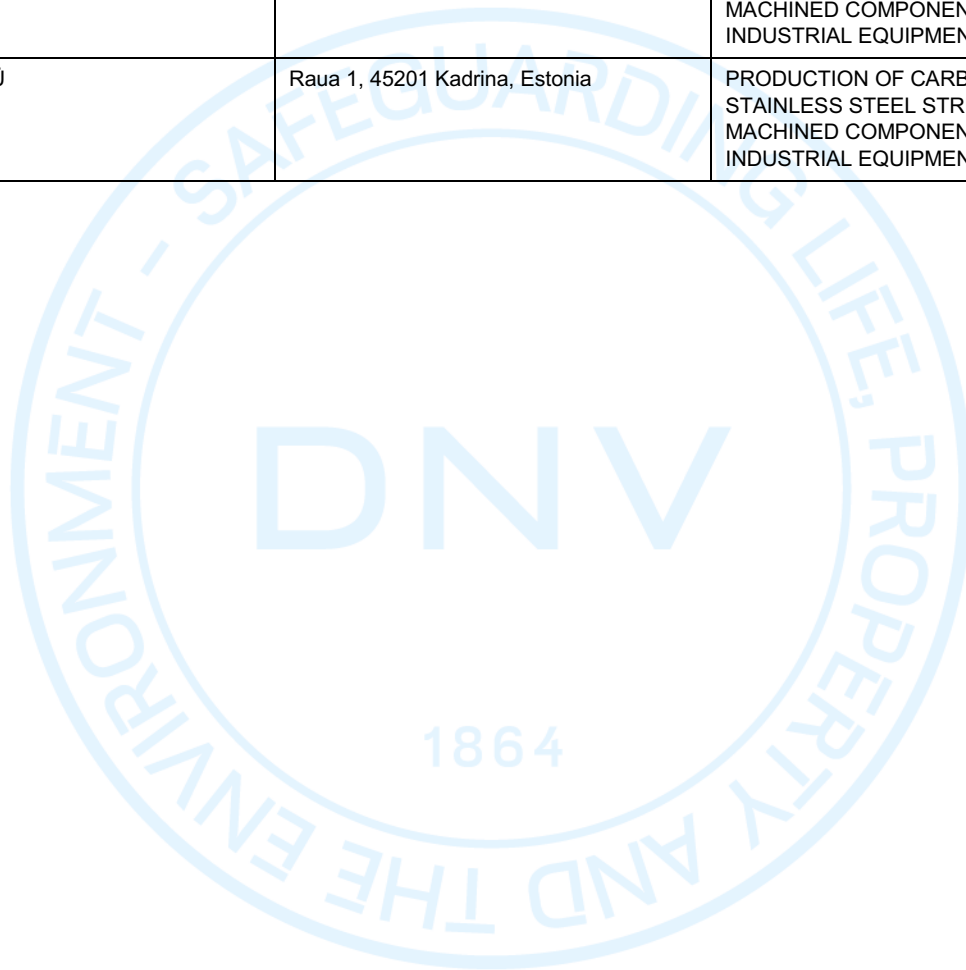 MACHINED COMPONEN
INDUSTRIAL EQUIPMEN
Raua 1, 45201 Kadrina, Estonia
PRODUCTION OF CARB
STAINLESS STEEL STR
MACHINED COMPONEN
INDUSTRIAL EQUIPMEN
SAFEGUARDING LIFE, PROPERTY AND THE ENVIRONMENT -
DNV
1864